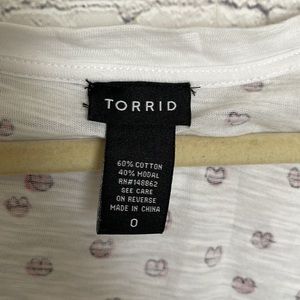 TORRID
60% COTTON
40% MODAL
RN#148862
SEE CARE
ON REVERSE
MADE IN CHINA
0